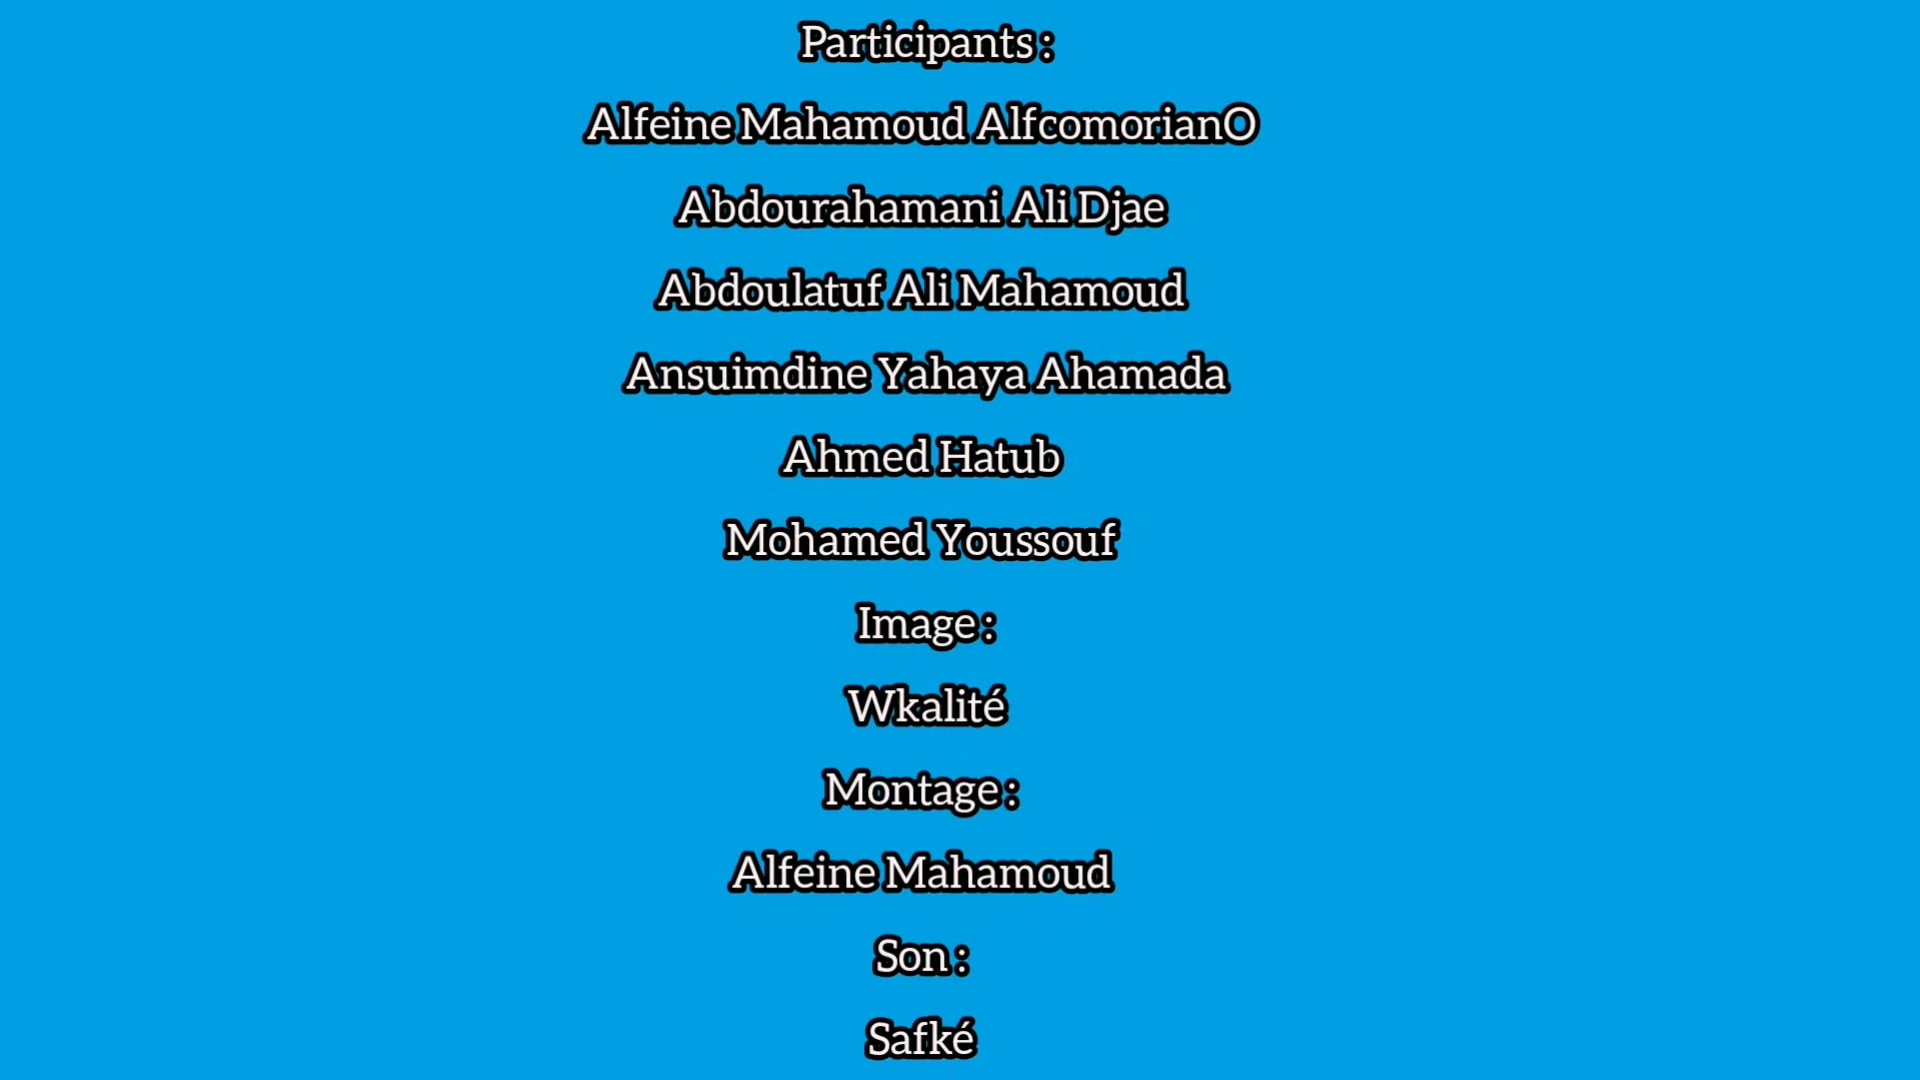 Participants :
Alfeine Mahamoud AlfcomorianO
Abdourahamani Ali Djae
Abdoulatuf Ali Mahamoud
Ansuimdine Yahaya Ahamada
Ahmed Hatub
Mohamed Youssouf
Image :
Wkalité
Montage :
Alfeine Mahamoud
Son :
Safké